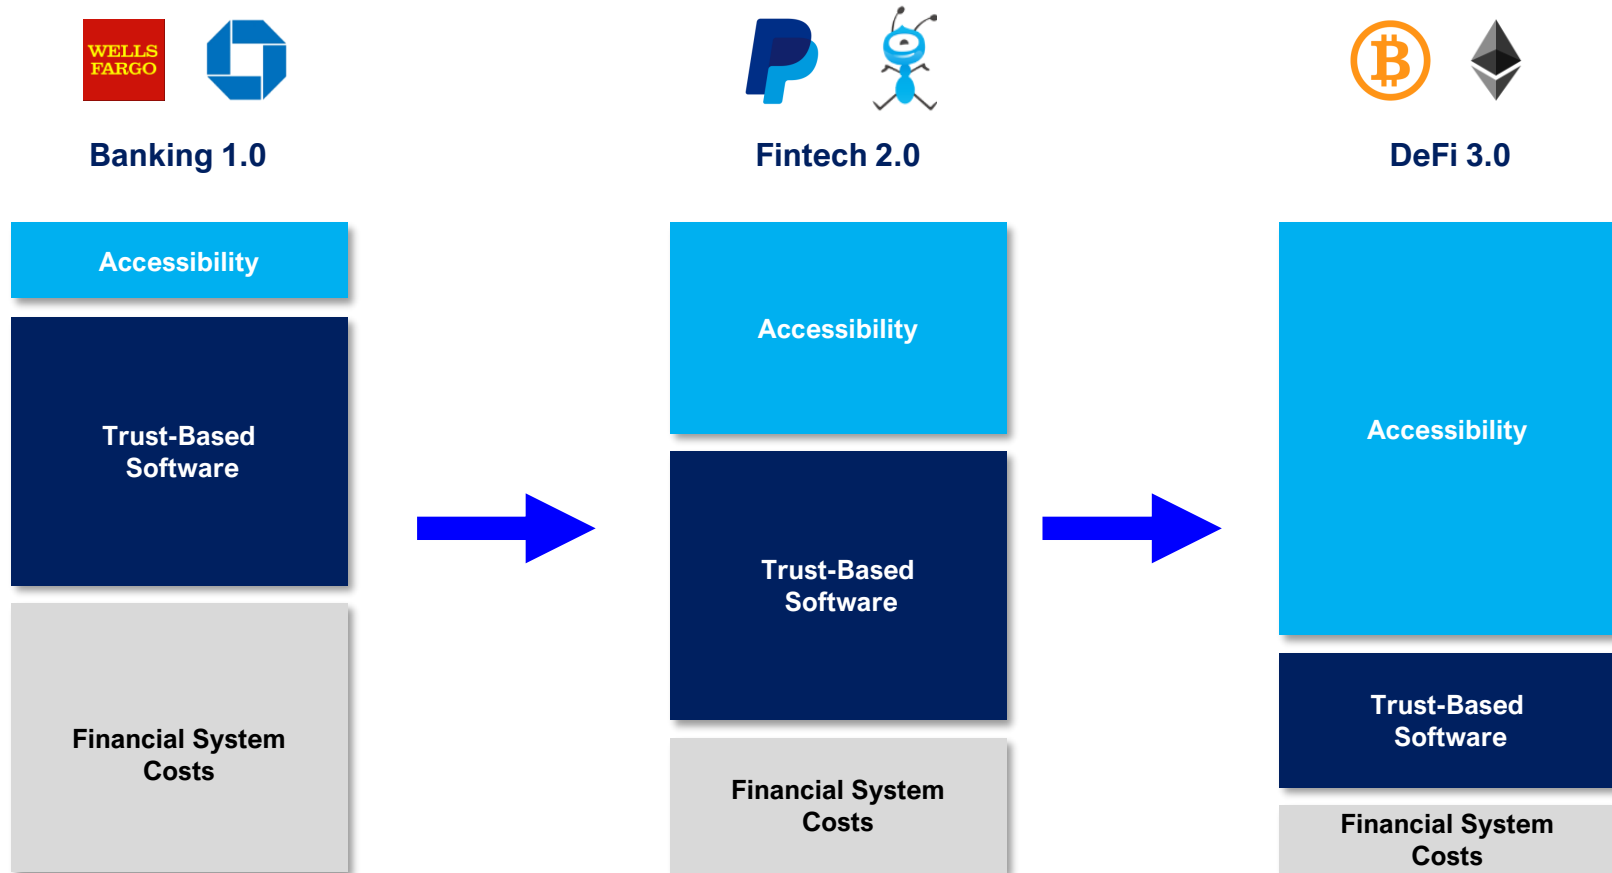 WELLS
FARGO
Banking 1.0
Accessibility
Trust-Based
Software
Financial System
Costs
Fintech 2.0
Accessibility
Trust-Based
Software
Financial System
Costs
DeFi 3.0
Accessibility
Trust-Based
Software
Financial System
Costs